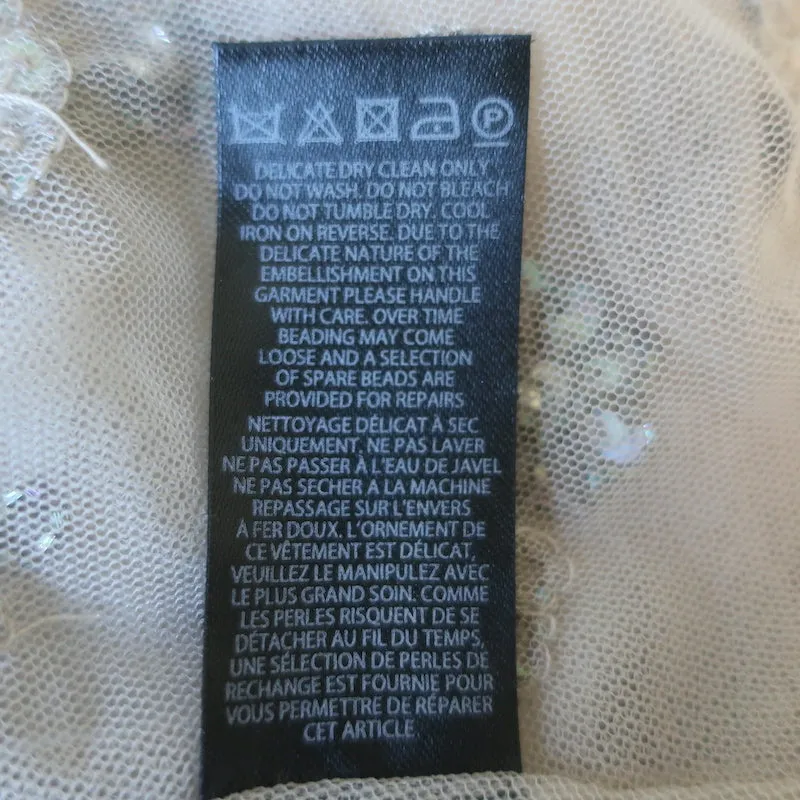 P
DELICATE DRY CLEAN ONLY
DO NOT WASH. DO NOT BLEACH
DO NOT TUMBLE DRY. COOL
IRON ON REVERSE. DUE TO THE
DELICATE NATURE OF THE
EMBELLISHMENT ON THIS
GARMENT PLEASE HANDLE
WITH CARE. OVER TIME
BEADING MAY COME
LOOSE AND A SELECTION
OF SPARE BEADS ARE
PROVIDED FOR REPAIRS
NETTOYAGE DÉLICAT À SEC
UNIQUEMENT. NE PAS LAVER
NE PAS PASSER À L'EAU DE JAVEL
NE PAS SECHER A LA MACHINE
REPASSAGE SUR L'ENVERS
À FER DOUX. L'ORNEMENT DE
CE VÊTEMENT EST DÉLICAT,
VEUILLEZ LE MANIPULEZ AVEC
LE PLUS GRAND SOIN. COMME
LES PERLES RISQUENT DE SE
DÉTACHER AU FIL DU TEMPS,
UNE SÉLECTION DE PERLES DE
RECHANGE EST FOURNIE POUR
VOUS PERMETTRE DE RÉPARER
CET ARTICLE